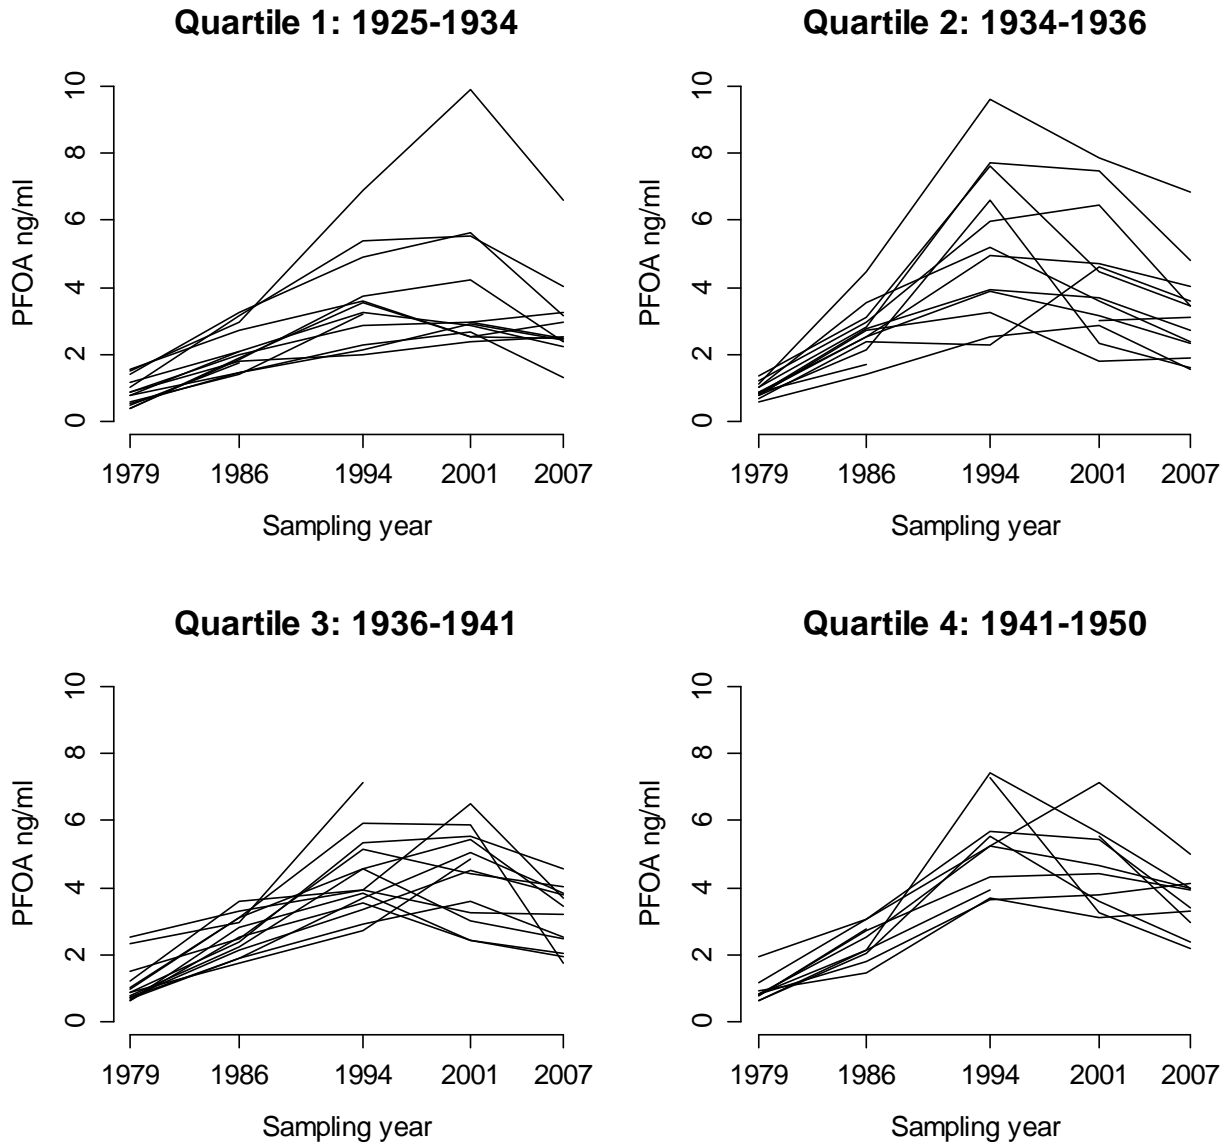 Quartile 1: 1925-1934
PFOA ng/ml
10
8
6
4
2
0
1979 1986 1994 2001 2007
Sampling year
Quartile 2: 1934-1936
PFOA ng/ml
10
8
6
4
2
0
1979 1986 1994 2001 2007
Sampling year
Quartile 3: 1936-1941
PFOA ng/ml
10
8
6
4
2
0
1979 1986 1994 2001 2007
Sampling year
Quartile 4: 1941-1950
PFOA ng/ml
10
8
6
4
2
0
1979 1986 1994 2001 2007
Sampling year